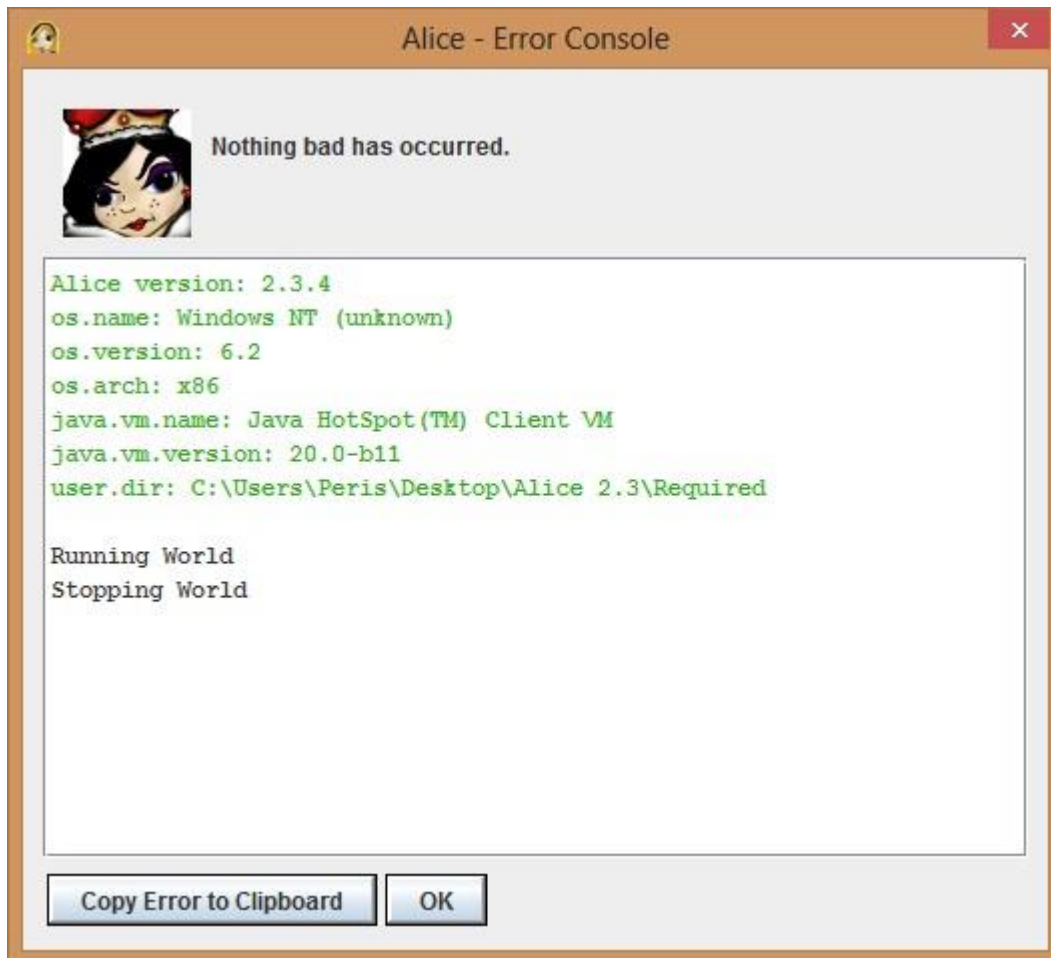 Alice - Error Console
Nothing bad has occurred.
Alice version: 2.3.4
os.name: Windows NT (unknown)
os.version: 6.2
os.arch: x86
java.vm.name: Java HotSpot(TM) Client VM
java.vm.version: 20.0-b11
user.dir: C:\Users\Peris\Desktop\Alice 2.3\Required
Running World
Stopping World
Copy Error to Clipboard
OK